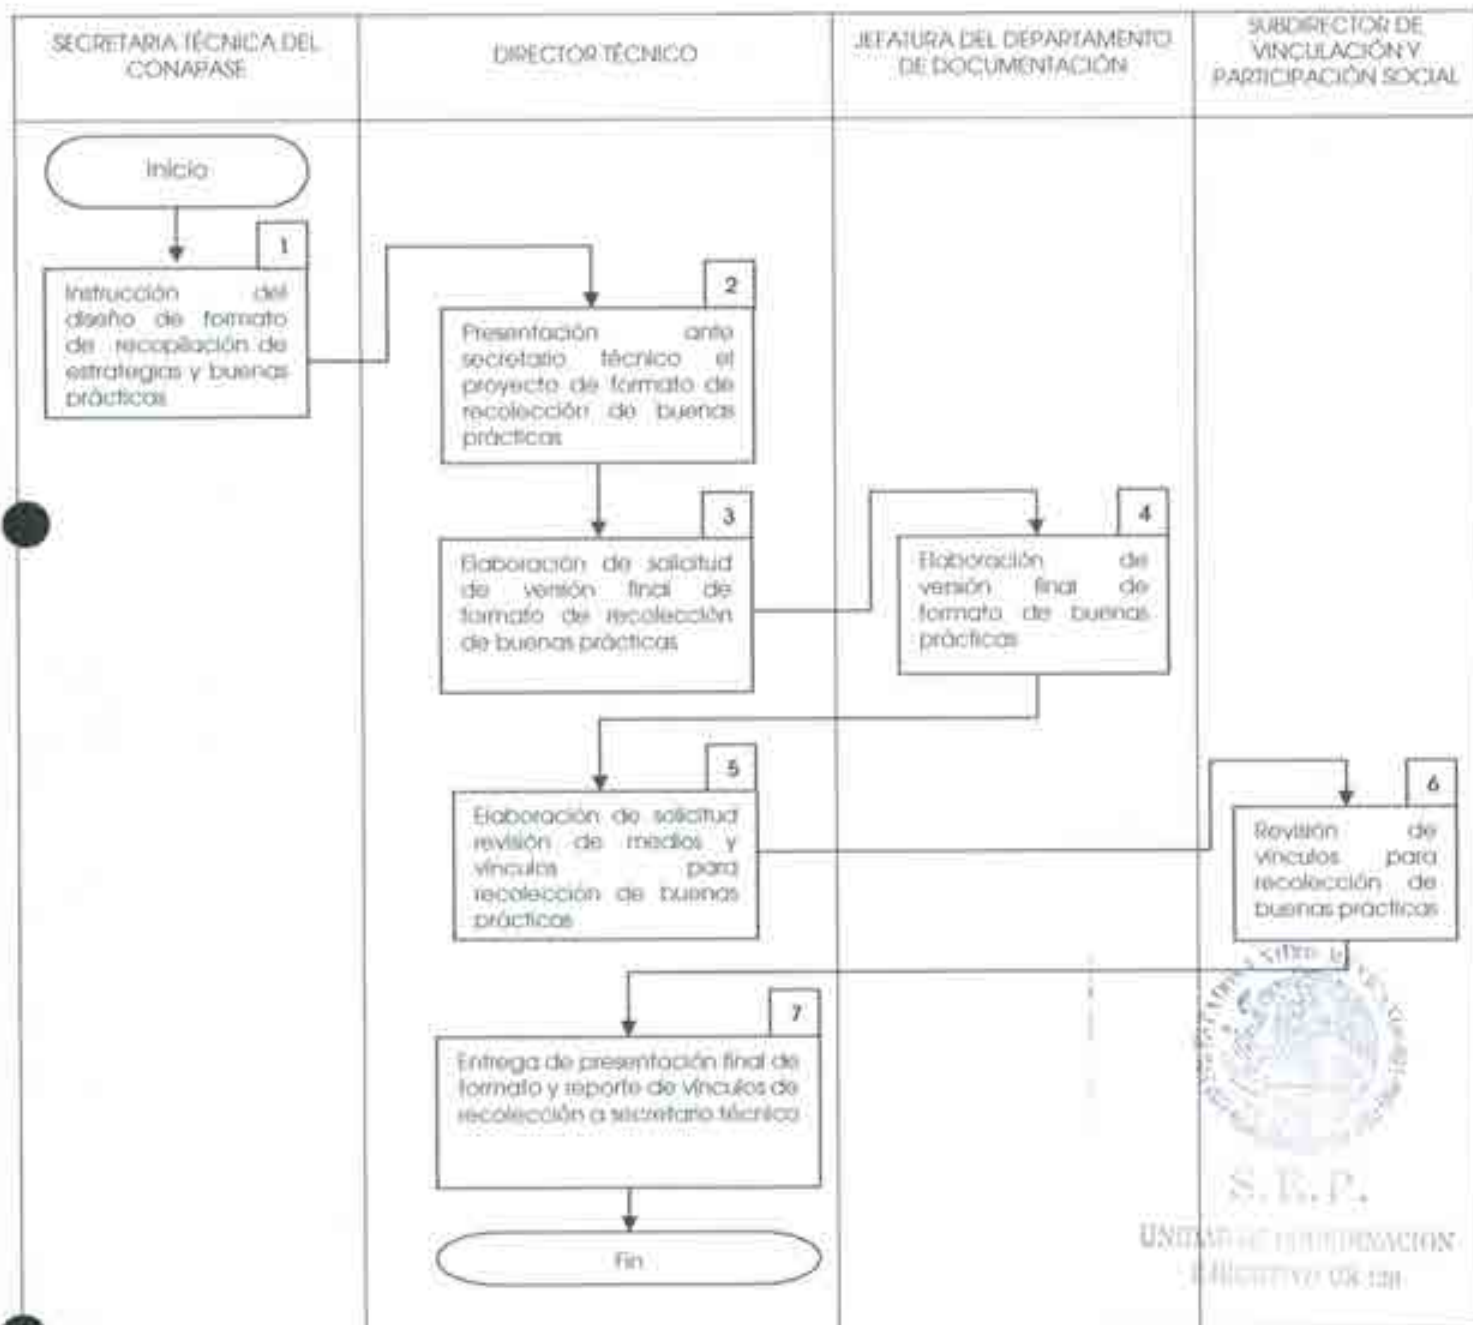 SECRETARIA TÉCNICA DEL
CONAPASE
DIRECTOR TÉCNICO
JEFATURA DEL DEPARTAMENTO
DE DOCUMENTACIÓN
SUBDIRECTOR DE
VINCULACIÓN Y
PARTICIPACIÓN SOCIAL
Inicio
1
Instrucción del
diseño de formato
de recopilación de
estrategias y buenas
prácticas
2
Presentación ante
secretario técnico el
proyecto de formato de
recolección de buenas
prácticas
3
Elaboración de solicitud
de versión final de
formato de recolección
de buenas prácticas
4
Elaboración de
versión final de
formato de buenas
prácticas
5
Elaboración de solicitud
revisión de medios y
vínculos para
recolección de buenas
prácticas
6
Revisión de
vínculos para
recolección de
buenas prácticas
7
Entrega de presentación final de
formato y reporte de vínculos de
recolección a secretario técnico
Fin
UNIDAD DE COORDINACION